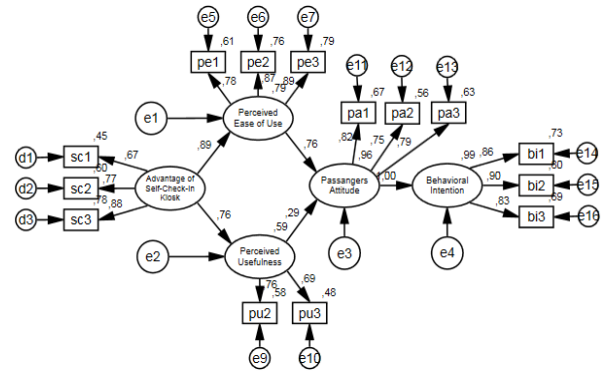 e5
e6
e7
,61
,76
,79
pe1
pe2
pe3
,78
,87
,79
,89
e11
e12
e13
,67
,56
,63
pa1
pa2
pa3
e1
Perceived
Ease of Use
,82
,96
,75
,79
,73
,45
,89
,76
,99
,86
bi1
e14
d1
sc1
,67
,60
,80
d2
sc2
,77
Advantage of
Self-Check-In
Kiosk
Passangers
Attitude
Behavioral
Intention
,90
bi2
e15
,78
,69
d3
sc3
,88
,76
,29
,59
,83
bi3
e16
e2
Perceived
Usefulness
e3
e4
,76
,58
,69
,48
pu2
pu3
e9
e10